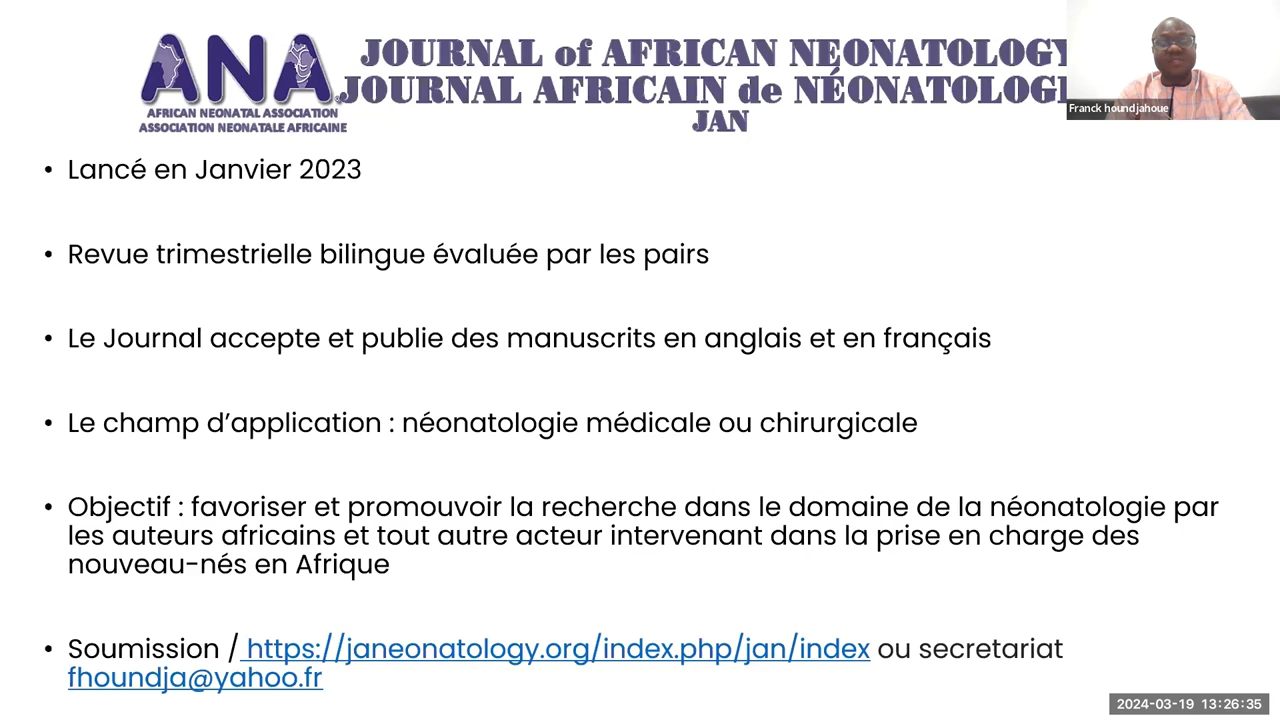 ANA
AFRICAN NEONATAL ASSOCIATION
ASSOCIATION NEONATALE AFRICAINE
JOURNAL of AFRICAN NEONATOLOGY
JOURNAL AFRICAIN de NÉONATOLOGI
JAN
Franck houndjahoue
• Lancé en Janvier 2023
• Revue trimestrielle bilingue évaluée par les pairs
• Le Journal accepte et publie des manuscrits en anglais et en français
• Le champ d’application : néonatologie médicale ou chirurgicale
• Objectif : favoriser et promouvoir la recherche dans le domaine de la néonatologie par
les auteurs africains et tout autre acteur intervenant dans la prise en charge des
nouveau-nés en Afrique
• Soumission / https://janeonatology.org/index.php/jan/index ou secretariat
fhoundja@yahoo.fr
2024-03-19 13:26:35